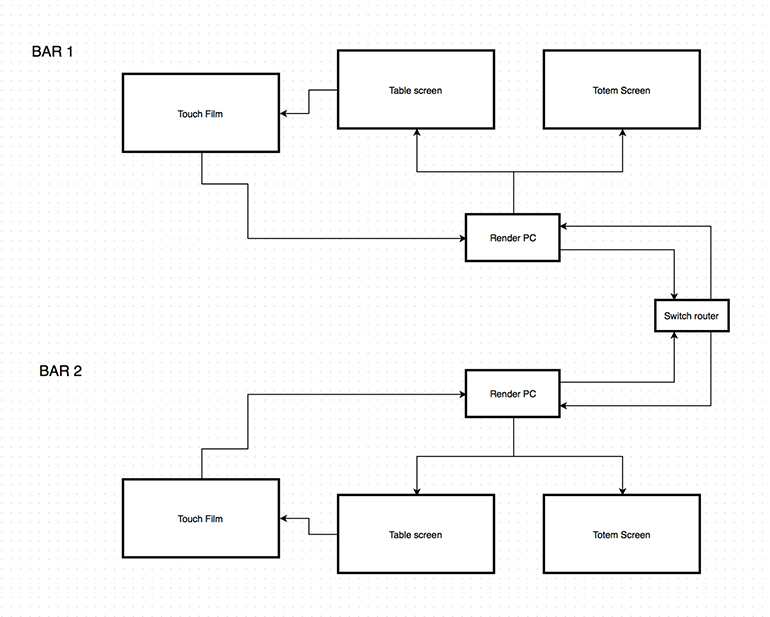 BAR 1
Touch Film
Table screen
Totem Screen
Render PC
Switch router
BAR 2
Render PC
Touch Film
Table screen
Totem Screen